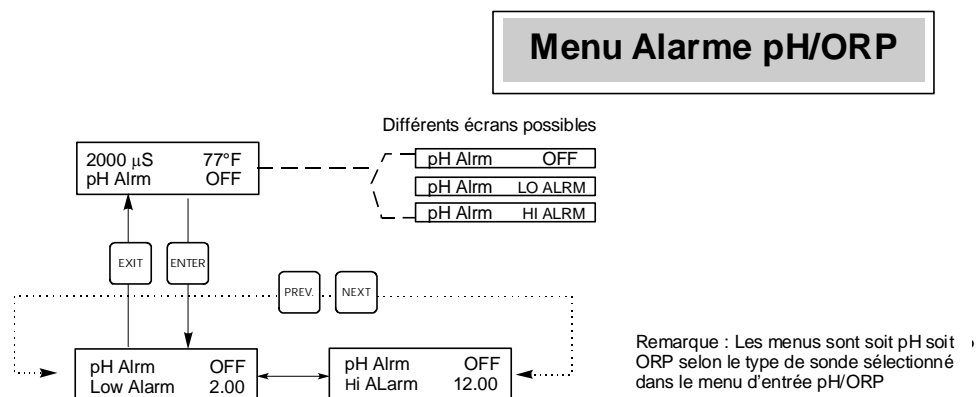 Menu Alarme pH/ORP
Différents écrans possibles
2000 µS 77°F
pH Alrm OFF
pH Alrm OFF
pH Alrm LO ALRM
pH Alrm HI ALRM
EXIT
ENTER
PREV.
NEXT
pH Alrm OFF
Low Alarm 2.00
pH Alrm OFF
Hi ALarm 12.00
Remarque : Les menus sont soit pH soit
ORP selon le type de sonde sélectionné
dans le menu d'entrée pH/ORP